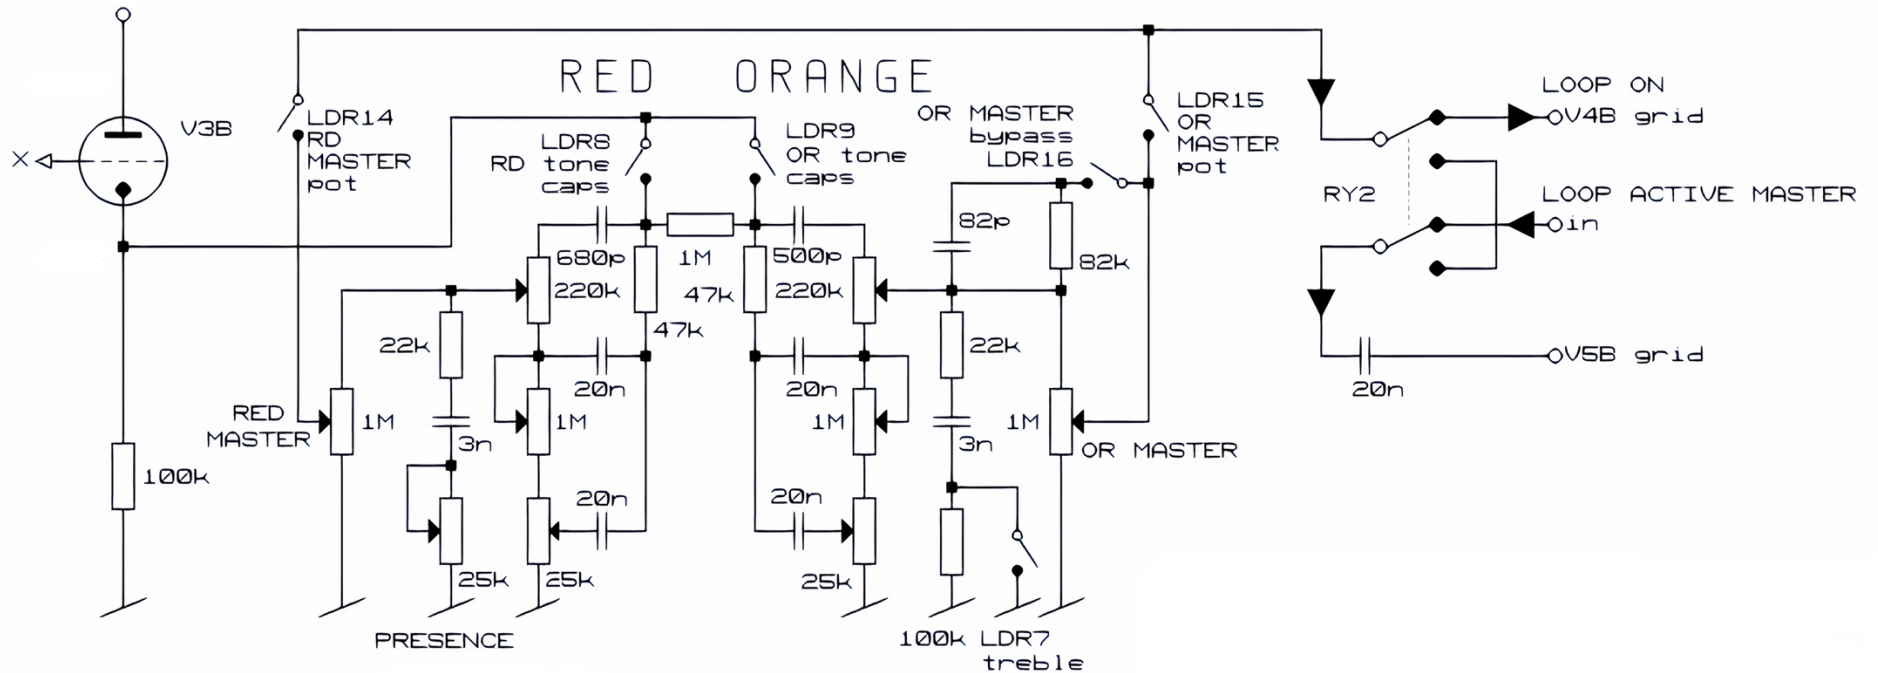 RED ORANGE
LOOP ON
V4B grid
V3B
X
LDR14
RD
MASTER
pot
LDR8
RD tone
caps
LDR9
OR tone
caps
OR MASTER
bypass
LDR16
LDR15
OR
MASTER
pot
RY2
LOOP ACTIVE MASTER
in
82p
680p
1M
500p
82k
220k
47k
220k
47k
22k
22k
20n
20n
20n
V5B grid
RED
MASTER
1M
3n
1M
1M
3n
1M
OR MASTER
100k
20n
20n
25k
25k
25k
PRESENCE
100k
LDR7
treble